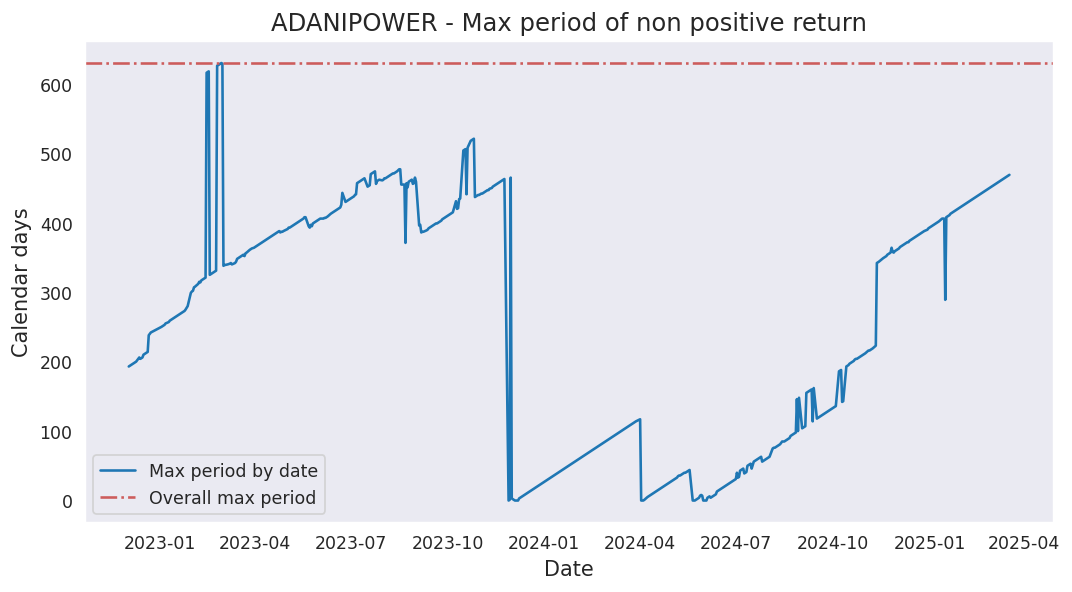 ADANIPOWER - Max period of non positive return
Calendar days
600
500
400
300
200
100
0
Max period by date
Overall max period
2023-01 2023-04 2023-07 2023-10 2024-01 2024-04 2024-07 2024-10 2025-01 2025-04
Date